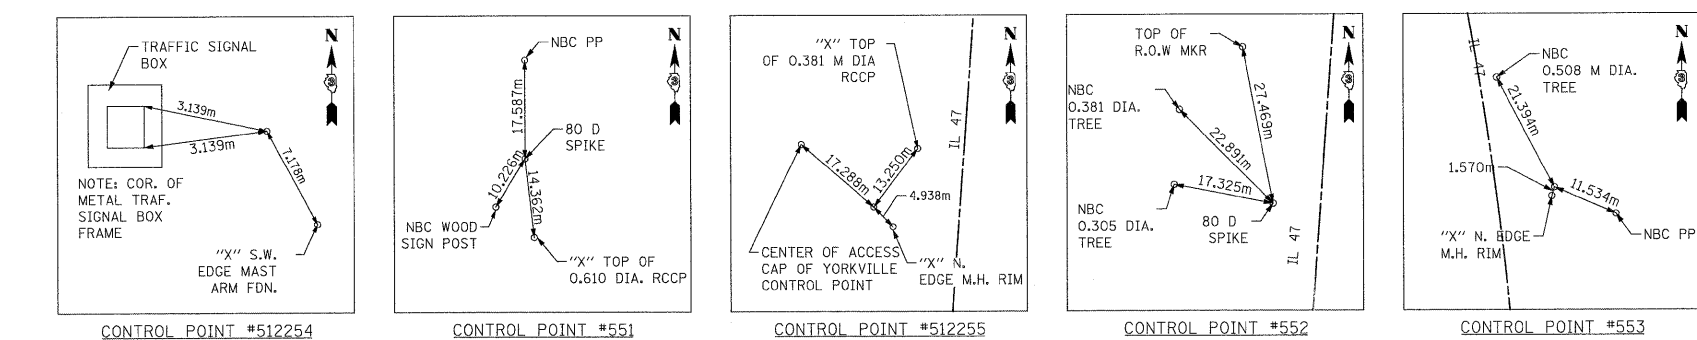 TRAFFIC SIGNAL
BOX
N
3.139m
3.139m
7.178m
NOTE: COR. OF
METAL TRAF.
SIGNAL BOX
FRAME
"X" S.W.
EDGE MAST
ARM FDN.
CONTROL POINT #512254
NBC PP
N
17.587m
80 D
SPIKE
10.226m
14.362m
NBC WOOD
SIGN POST
"X" TOP OF
0.610 DIA. RCCP
CONTROL POINT #551
"X" TOP
OF 0.381 M DIA
RCCP
N
IL 47
17.288m
13.250m
4.938m
CENTER OF ACCESS
CAP OF YORKVILLE
CONTROL POINT
"X" N.
EDGE M.H. RIM
CONTROL POINT #512255
TOP OF
R.O.W MKR
N
NBC
0.381 DIA.
TREE
27.469m
22.891m
17.325m
NBC
0.305 DIA.
TREE
80 D
SPIKE
IL 47
CONTROL POINT #552
IL 47
NBC
0.508 M DIA.
TREE
N
21.394m
1.570m
11.534m
"X" N. EDGE
M.H. RIM
NBC PP
CONTROL POINT #553